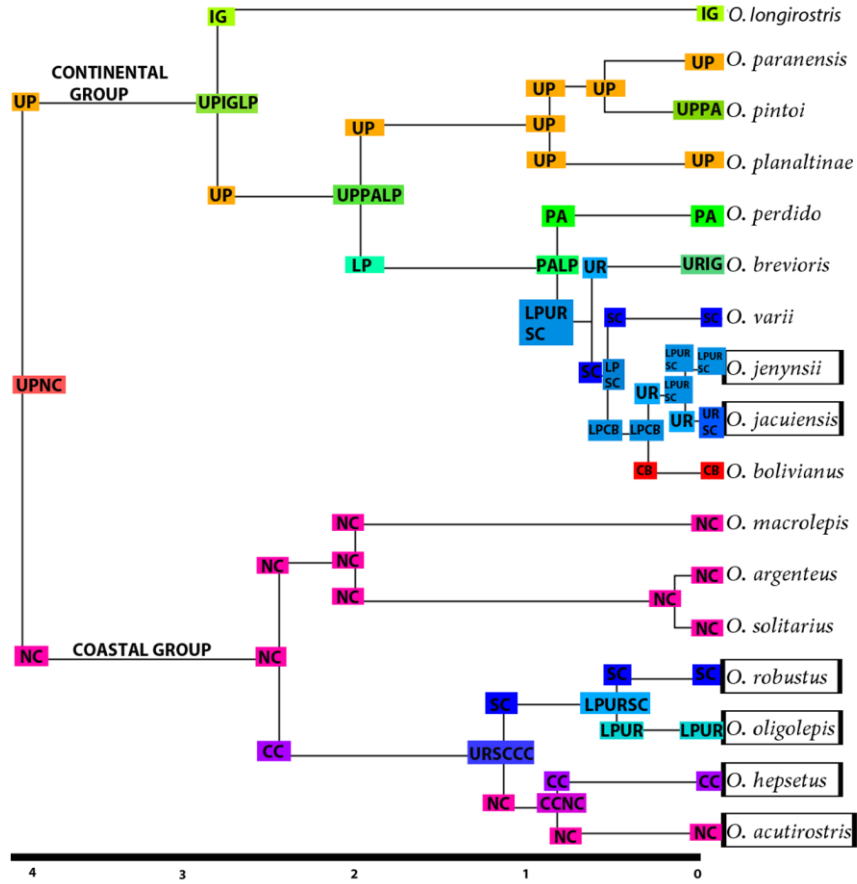 IG
IG
O. longirostris
O. paranensis
UP
CONTINENTAL
GROUP
UP
UP
UP
UPIGLP
UP
UPPA
O. pintoi
UP
UP
UP
UP
O. planaltinae
UP
UPPALP
PA
PA
O. perdido
LP
PALP
UR
URIG
O. brevioris
LPUR
SC
SC
SC
O. varii
LPUR
SC
LPUR
SC
O. jenynsii
SC
LP
SC
UR
LPUR
SC
UR
UR
SC
O. jacuiensis
LPCB
LPCB
CB
CB
O. bolivianus
UPNC
NC
NC
O. macrolepis
NC
NC
NC
NC
O. argenteus
NC
O. solitarius
NC
COASTAL GROUP
NC
SC
SC
O. robustus
SC
LPURSC
LPUR
LPUR
O. oligolepis
CC
URSCCC
CC
CC
O. hepsetus
NC
CCNC
NC
NC
O. acutirostris
4
3
2
1
0